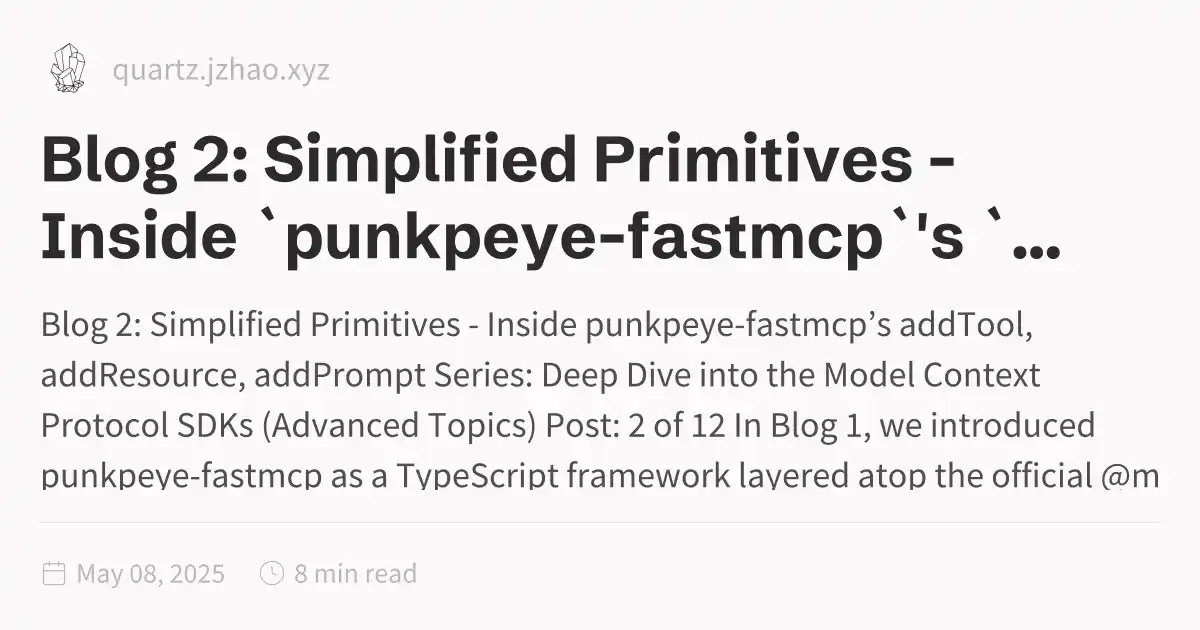 quartz.jzhao.xyz
Blog 2: Simplified Primitives -
Inside `punkpeye-fastmcp`'s `...
Blog 2: Simplified Primitives - Inside punkpeye-fastmcp’s addTool,
addResource, addPrompt Series: Deep Dive into the Model Context
Protocol SDKs (Advanced Topics) Post: 2 of 12 In Blog 1, we introduced
punkpeye-fastmcp as a TypeScript framework layered atop the official @m
May 08, 2025
8 min read